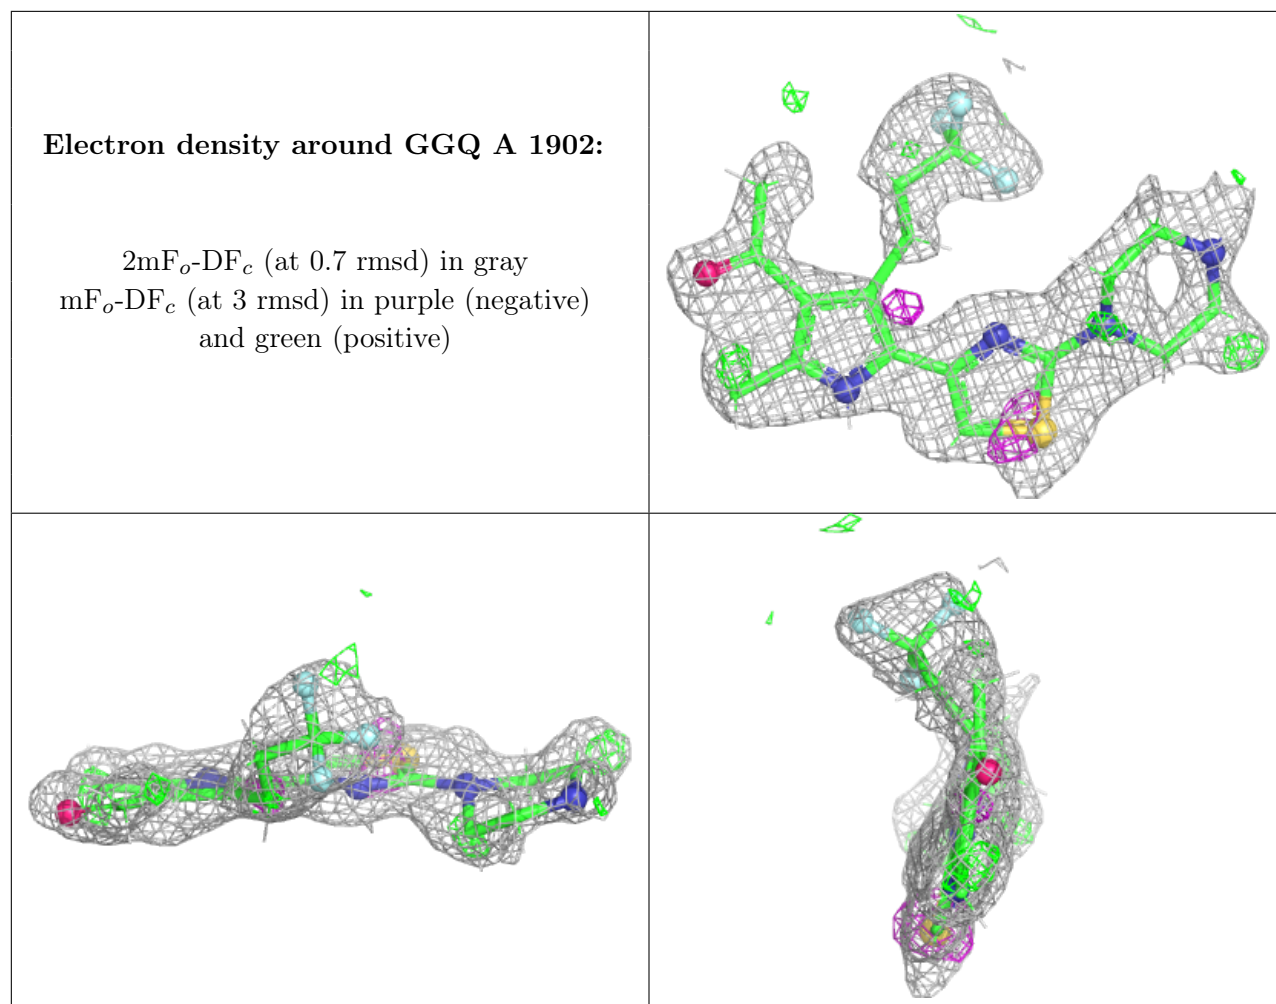 Electron density around GGQ A 1902:
2mFo-DFc (at 0.7 rmsd) in gray
mFo-DFc (at 3 rmsd) in purple (negative)
and green (positive)